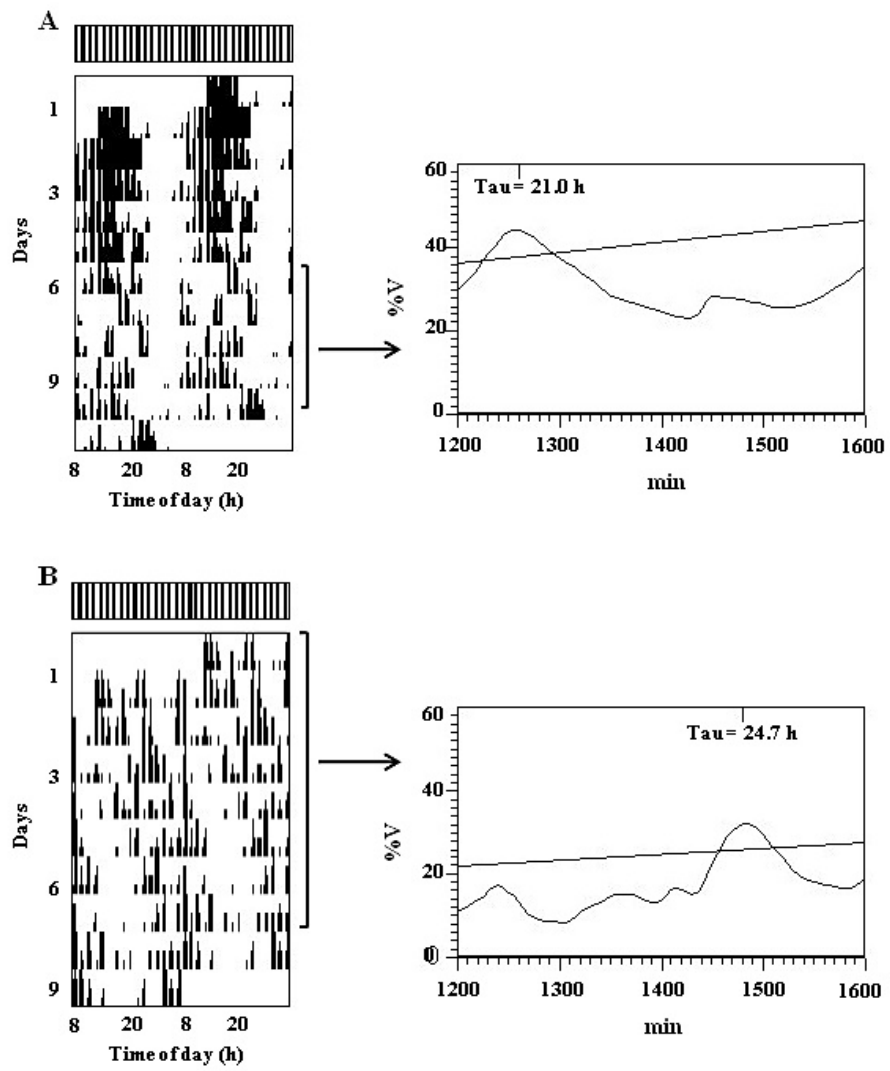 A
Days
1
3
6
9
8 20 8 20
Time of day (h)
%V
60
40
20
0
Tau = 21.0 h
1200 1300 1400 1500 1600
min
B
Days
1
3
6
9
8 20 8 20
Time of day (h)
%V
60
40
20
0
Tau = 24.7 h
1200 1300 1400 1500 1600
min